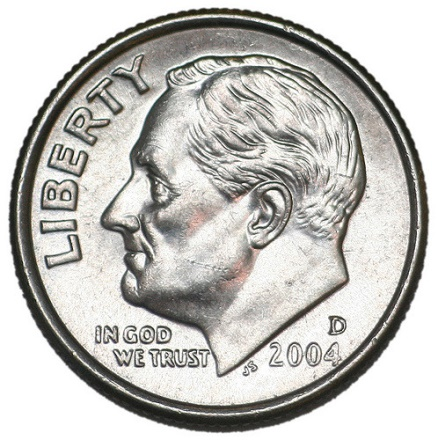 LIBERTY
IN GOD
WE TRUST
JS
D
2004